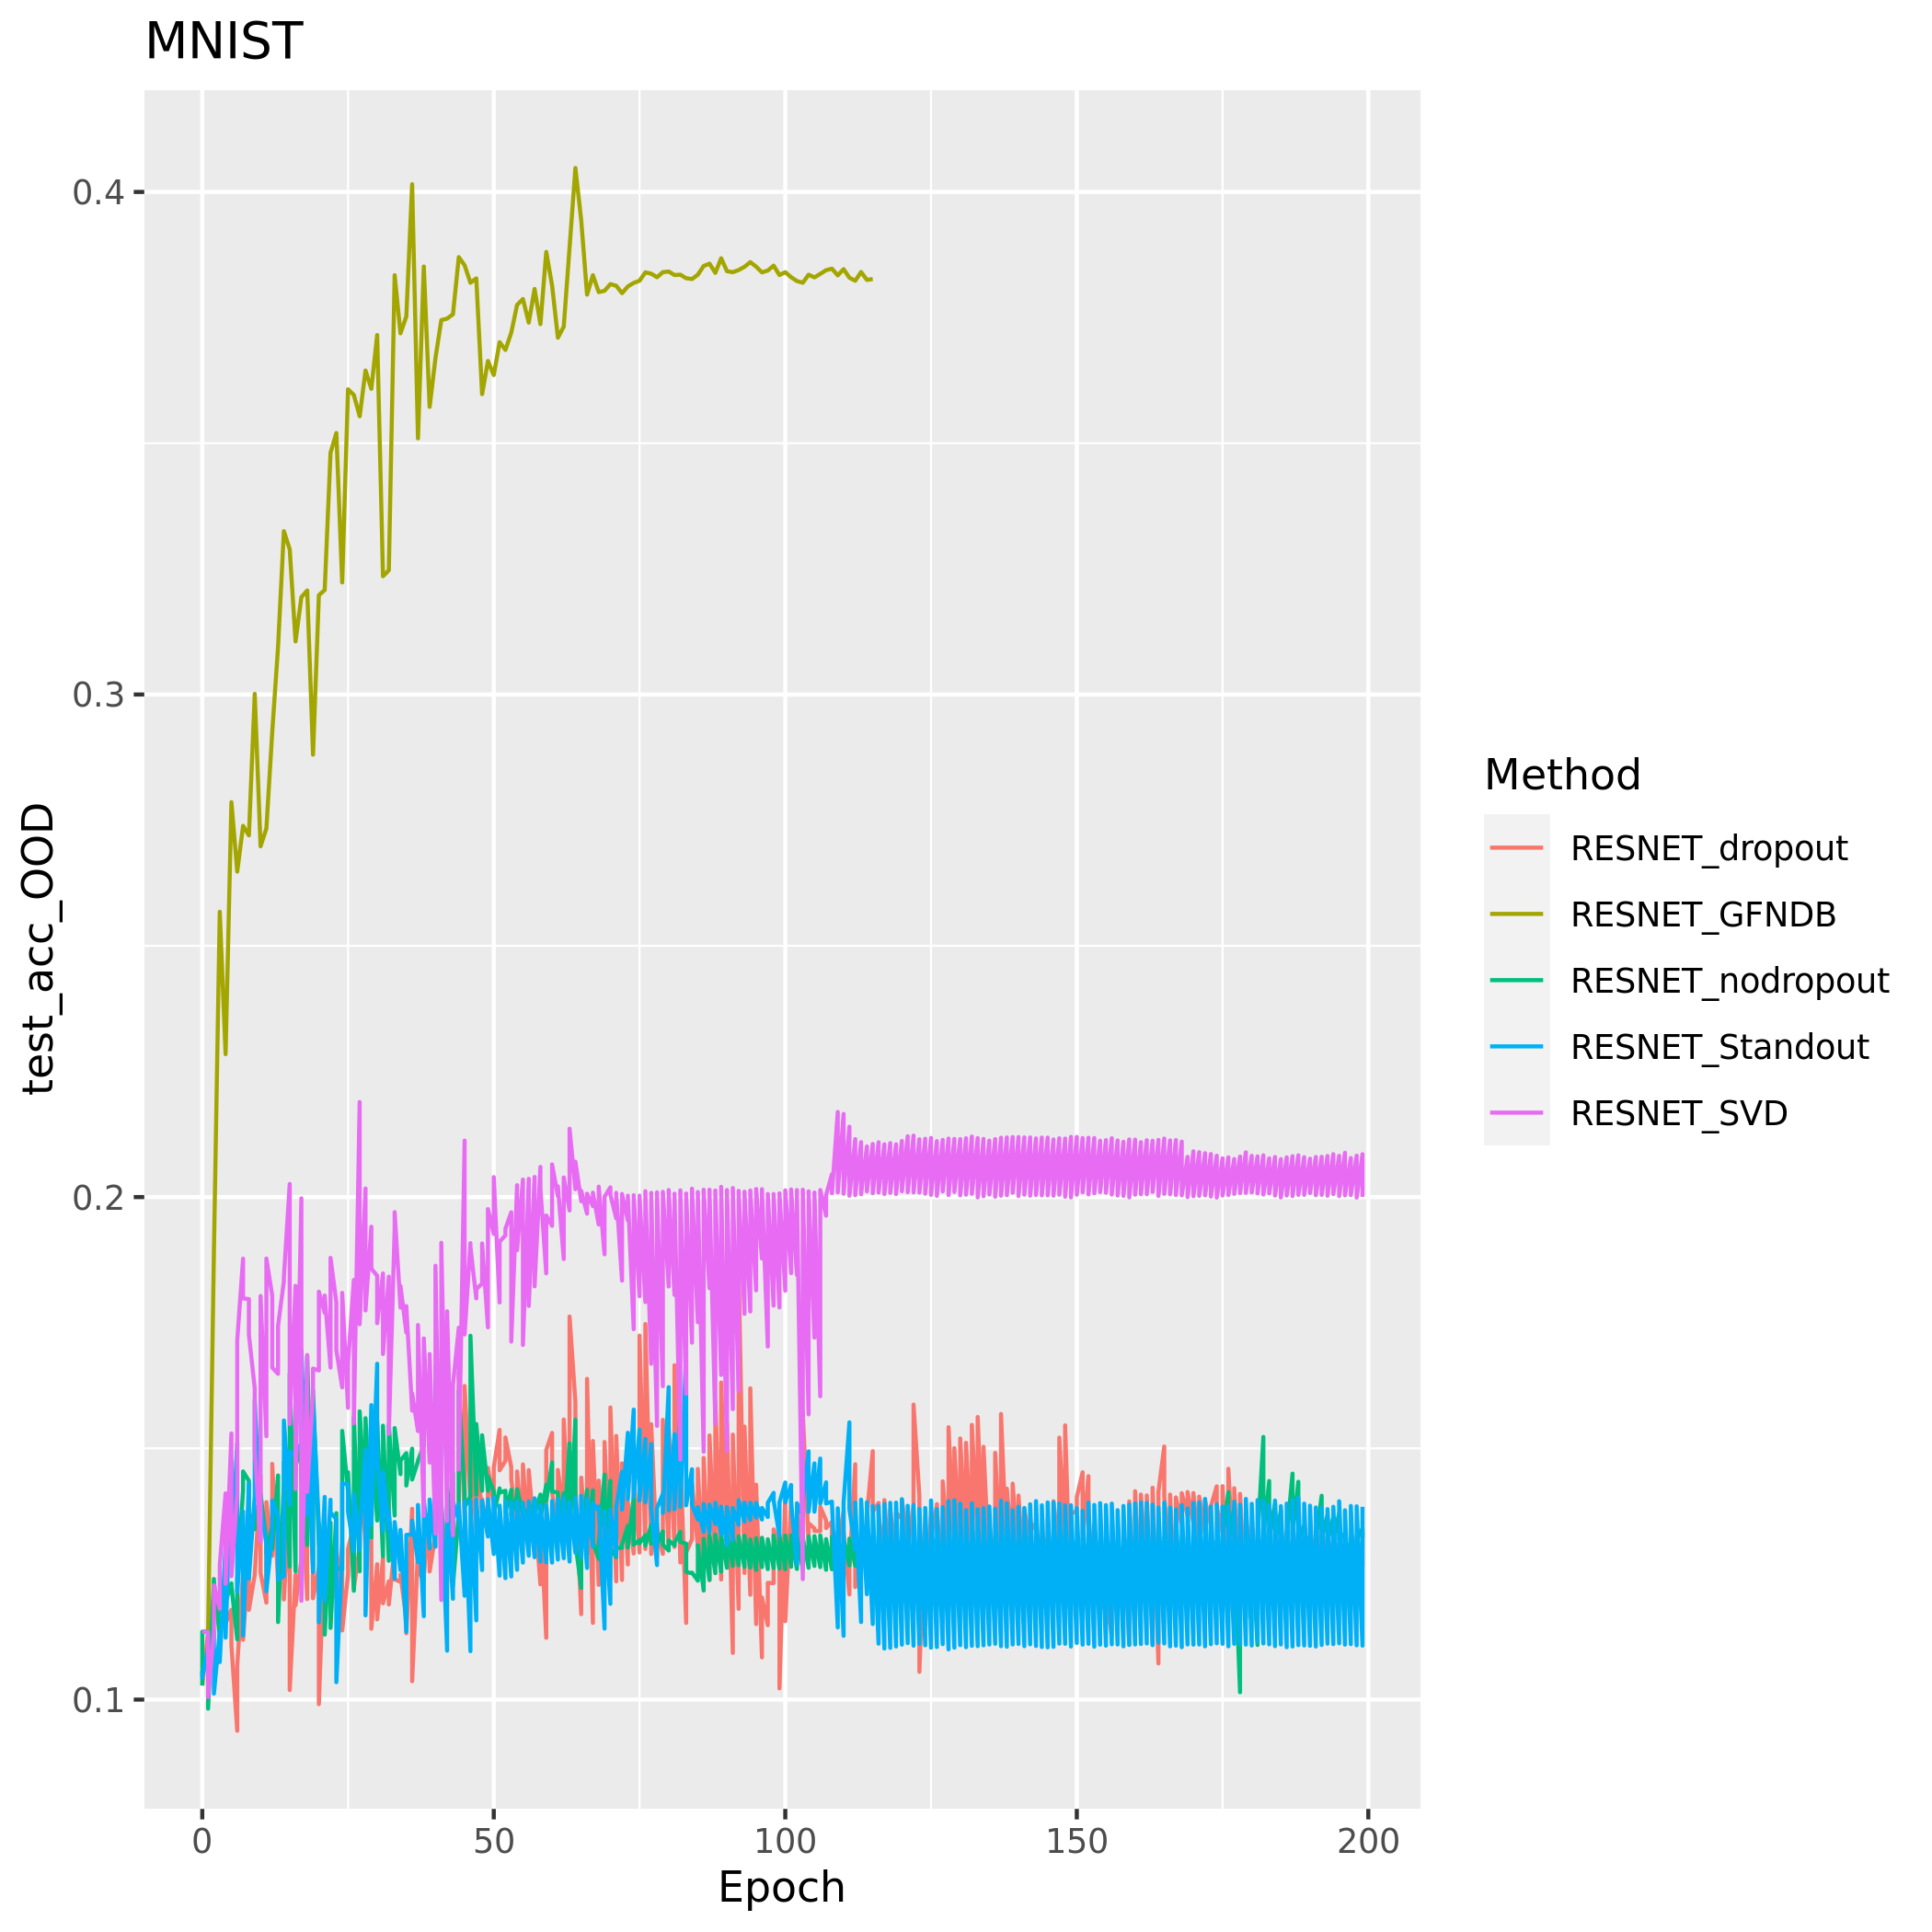 MNIST
0.4
0.3
0.2
0.1
test_acc_OOD
0
50
100
150
200
Epoch
Method
RESNET_dropout
RESNET_GFNDB
RESNET_nodropout
RESNET_Standout
RESNET_SVD